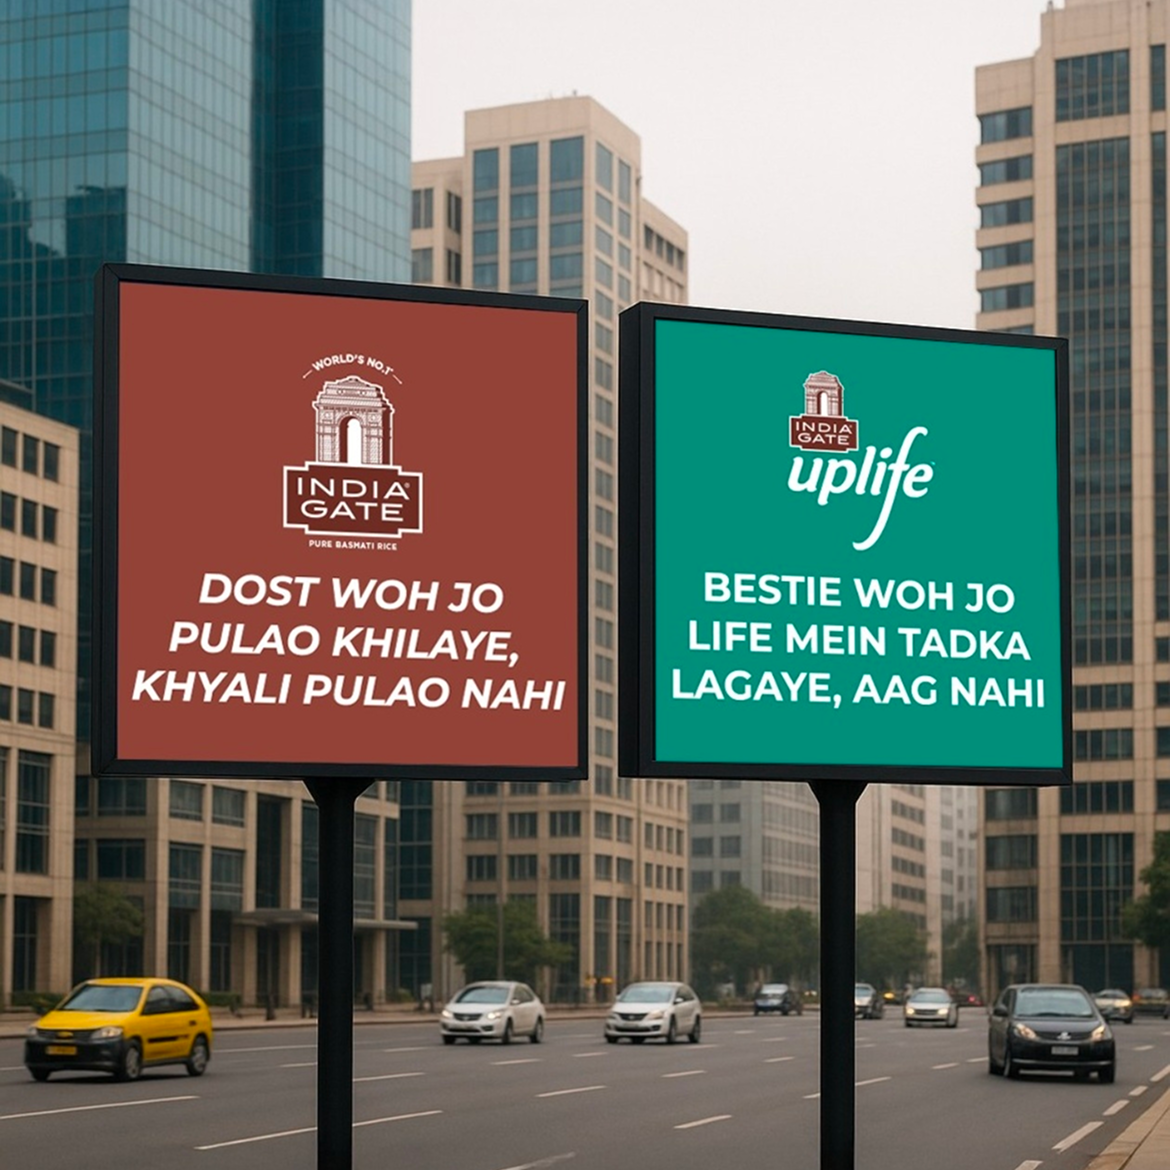 WORLD'S NO.1
INDIA
GATE
PURE BASMATI RICE
DOST WOH JO
PULAO KHILAYE,
KHYALI PULAO NAHI
INDIA
GATE
uplife
BESTIE WOH JO
LIFE MEIN TADKA
LAGAYE, AAG NAHI